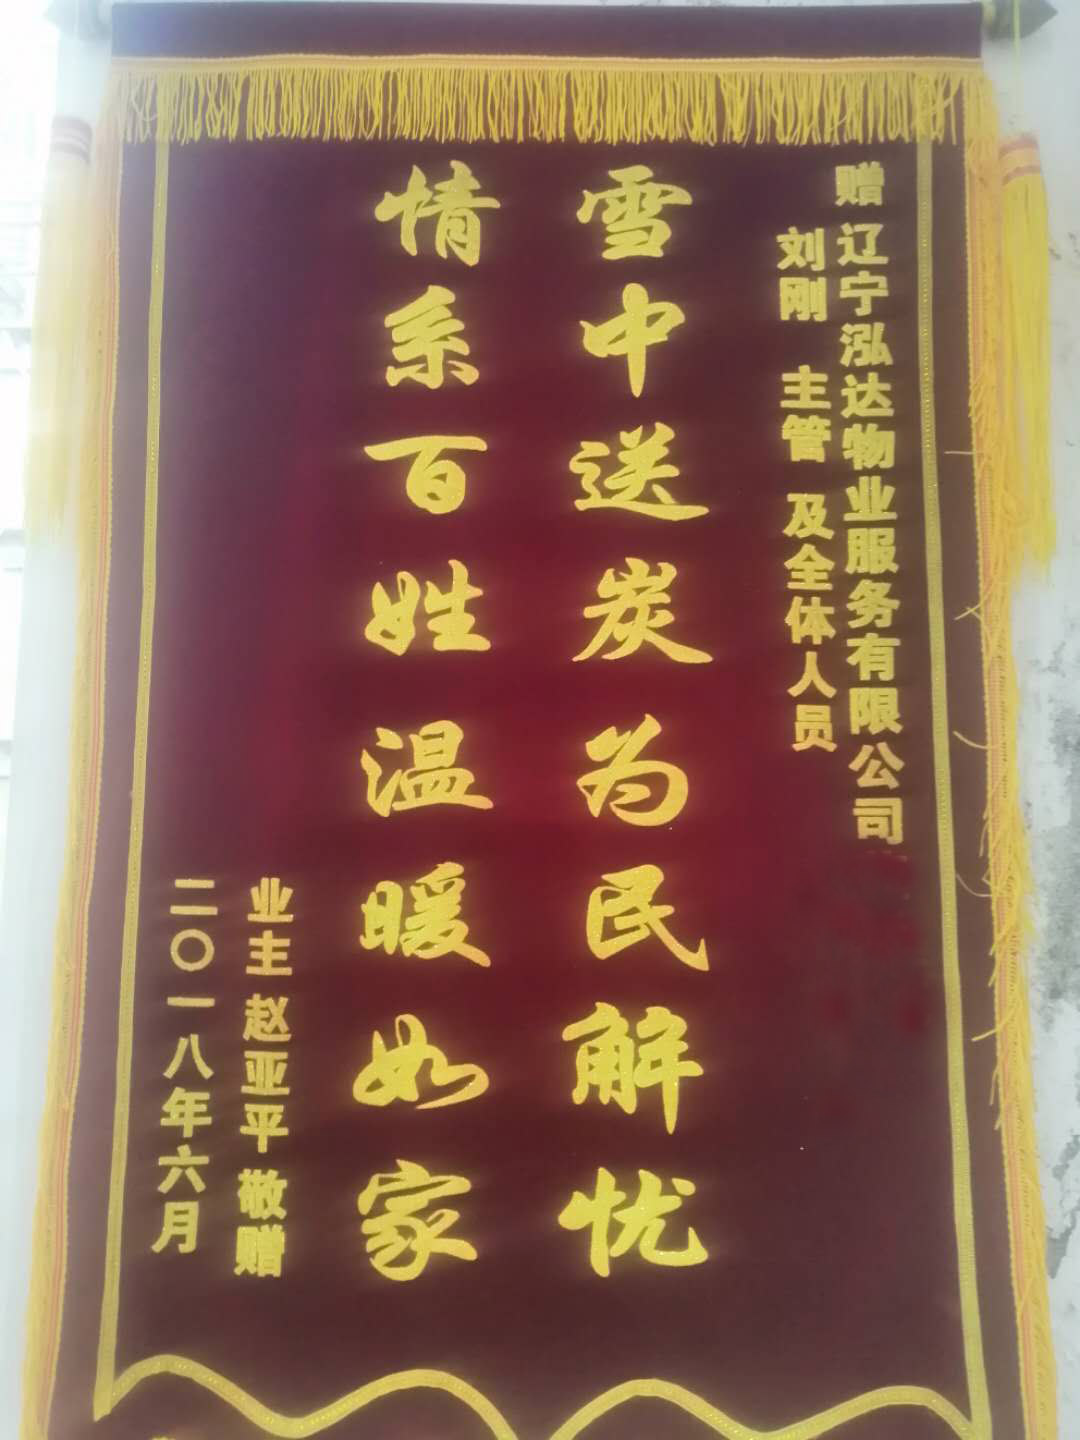 赠 辽宁泓达物业服务有限公司
刘刚 主管 及全体人员
雪中送炭为民解忧
情系百姓温暖如家
业主 赵亚平 敬赠
二〇一八年六月